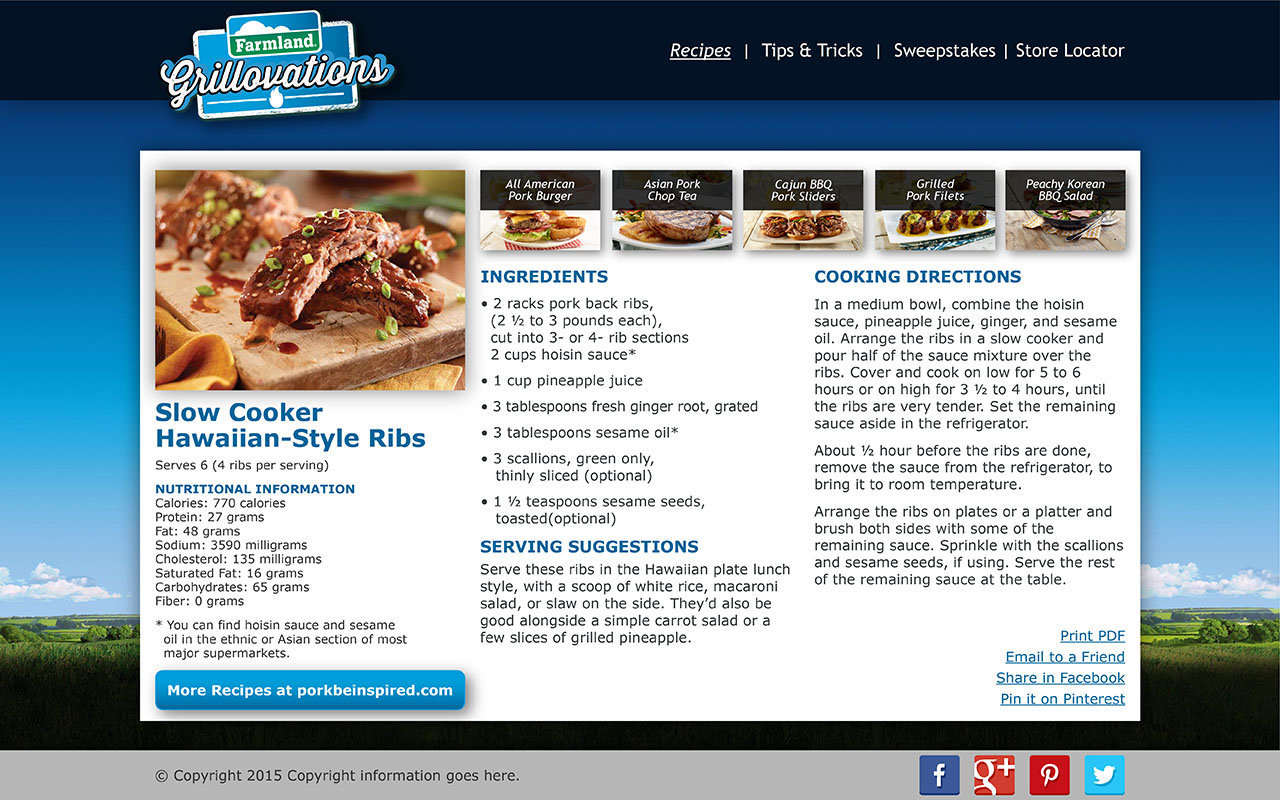 Farmland
Grillovations
Recipes | Tips & Tricks | Sweepstakes | Store Locator
All American
Pork Burger
Asian Pork
Chop Tea
Cajun BBQ
Pork Sliders
Grilled
Pork Filets
Peachy Korean
BBQ Salad
Slow Cooker
Hawaiian-Style Ribs
Serves 6 (4 ribs per serving)
NUTRITIONAL INFORMATION
Calories: 770 calories
Protein: 27 grams
Fat: 48 grams
Sodium: 3590 milligrams
Cholesterol: 135 milligrams
Saturated Fat: 16 grams
Carbohydrates: 65 grams
Fiber: 0 grams
* You can find hoisin sauce and sesame
oil in the ethnic or Asian section of most
major supermarkets.
More Recipes at porkbeinspired.com
INGREDIENTS
• 2 racks pork back ribs,
(2 ½ to 3 pounds each),
cut into 3- or 4- rib sections
2 cups hoisin sauce*
• 1 cup pineapple juice
• 3 tablespoons fresh ginger root, grated
• 3 tablespoons sesame oil*
• 3 scallions, green only,
thinly sliced (optional)
• 1 ½ teaspoons sesame seeds,
toasted(optional)
SERVING SUGGESTIONS
Serve these ribs in the Hawaiian plate lunch
style, with a scoop of white rice, macaroni
salad, or slaw on the side. They’d also be
good alongside a simple carrot salad or a
few slices of grilled pineapple.
COOKING DIRECTIONS
In a medium bowl, combine the hoisin
sauce, pineapple juice, ginger, and sesame
oil. Arrange the ribs in a slow cooker and
pour half of the sauce mixture over the
ribs. Cover and cook on low for 5 to 6
hours or on high for 3 ½ to 4 hours, until
the ribs are very tender. Set the remaining
sauce aside in the refrigerator.
About ½ hour before the ribs are done,
remove the sauce from the refrigerator, to
bring it to room temperature.
Arrange the ribs on plates or a platter and
brush both sides with some of the
remaining sauce. Sprinkle with the scallions
and sesame seeds, if using. Serve the rest
of the remaining sauce at the table.
Print PDF
Email to a Friend
Share in Facebook
Pin it on Pinterest
© Copyright 2015 Copyright information goes here.
f
g+